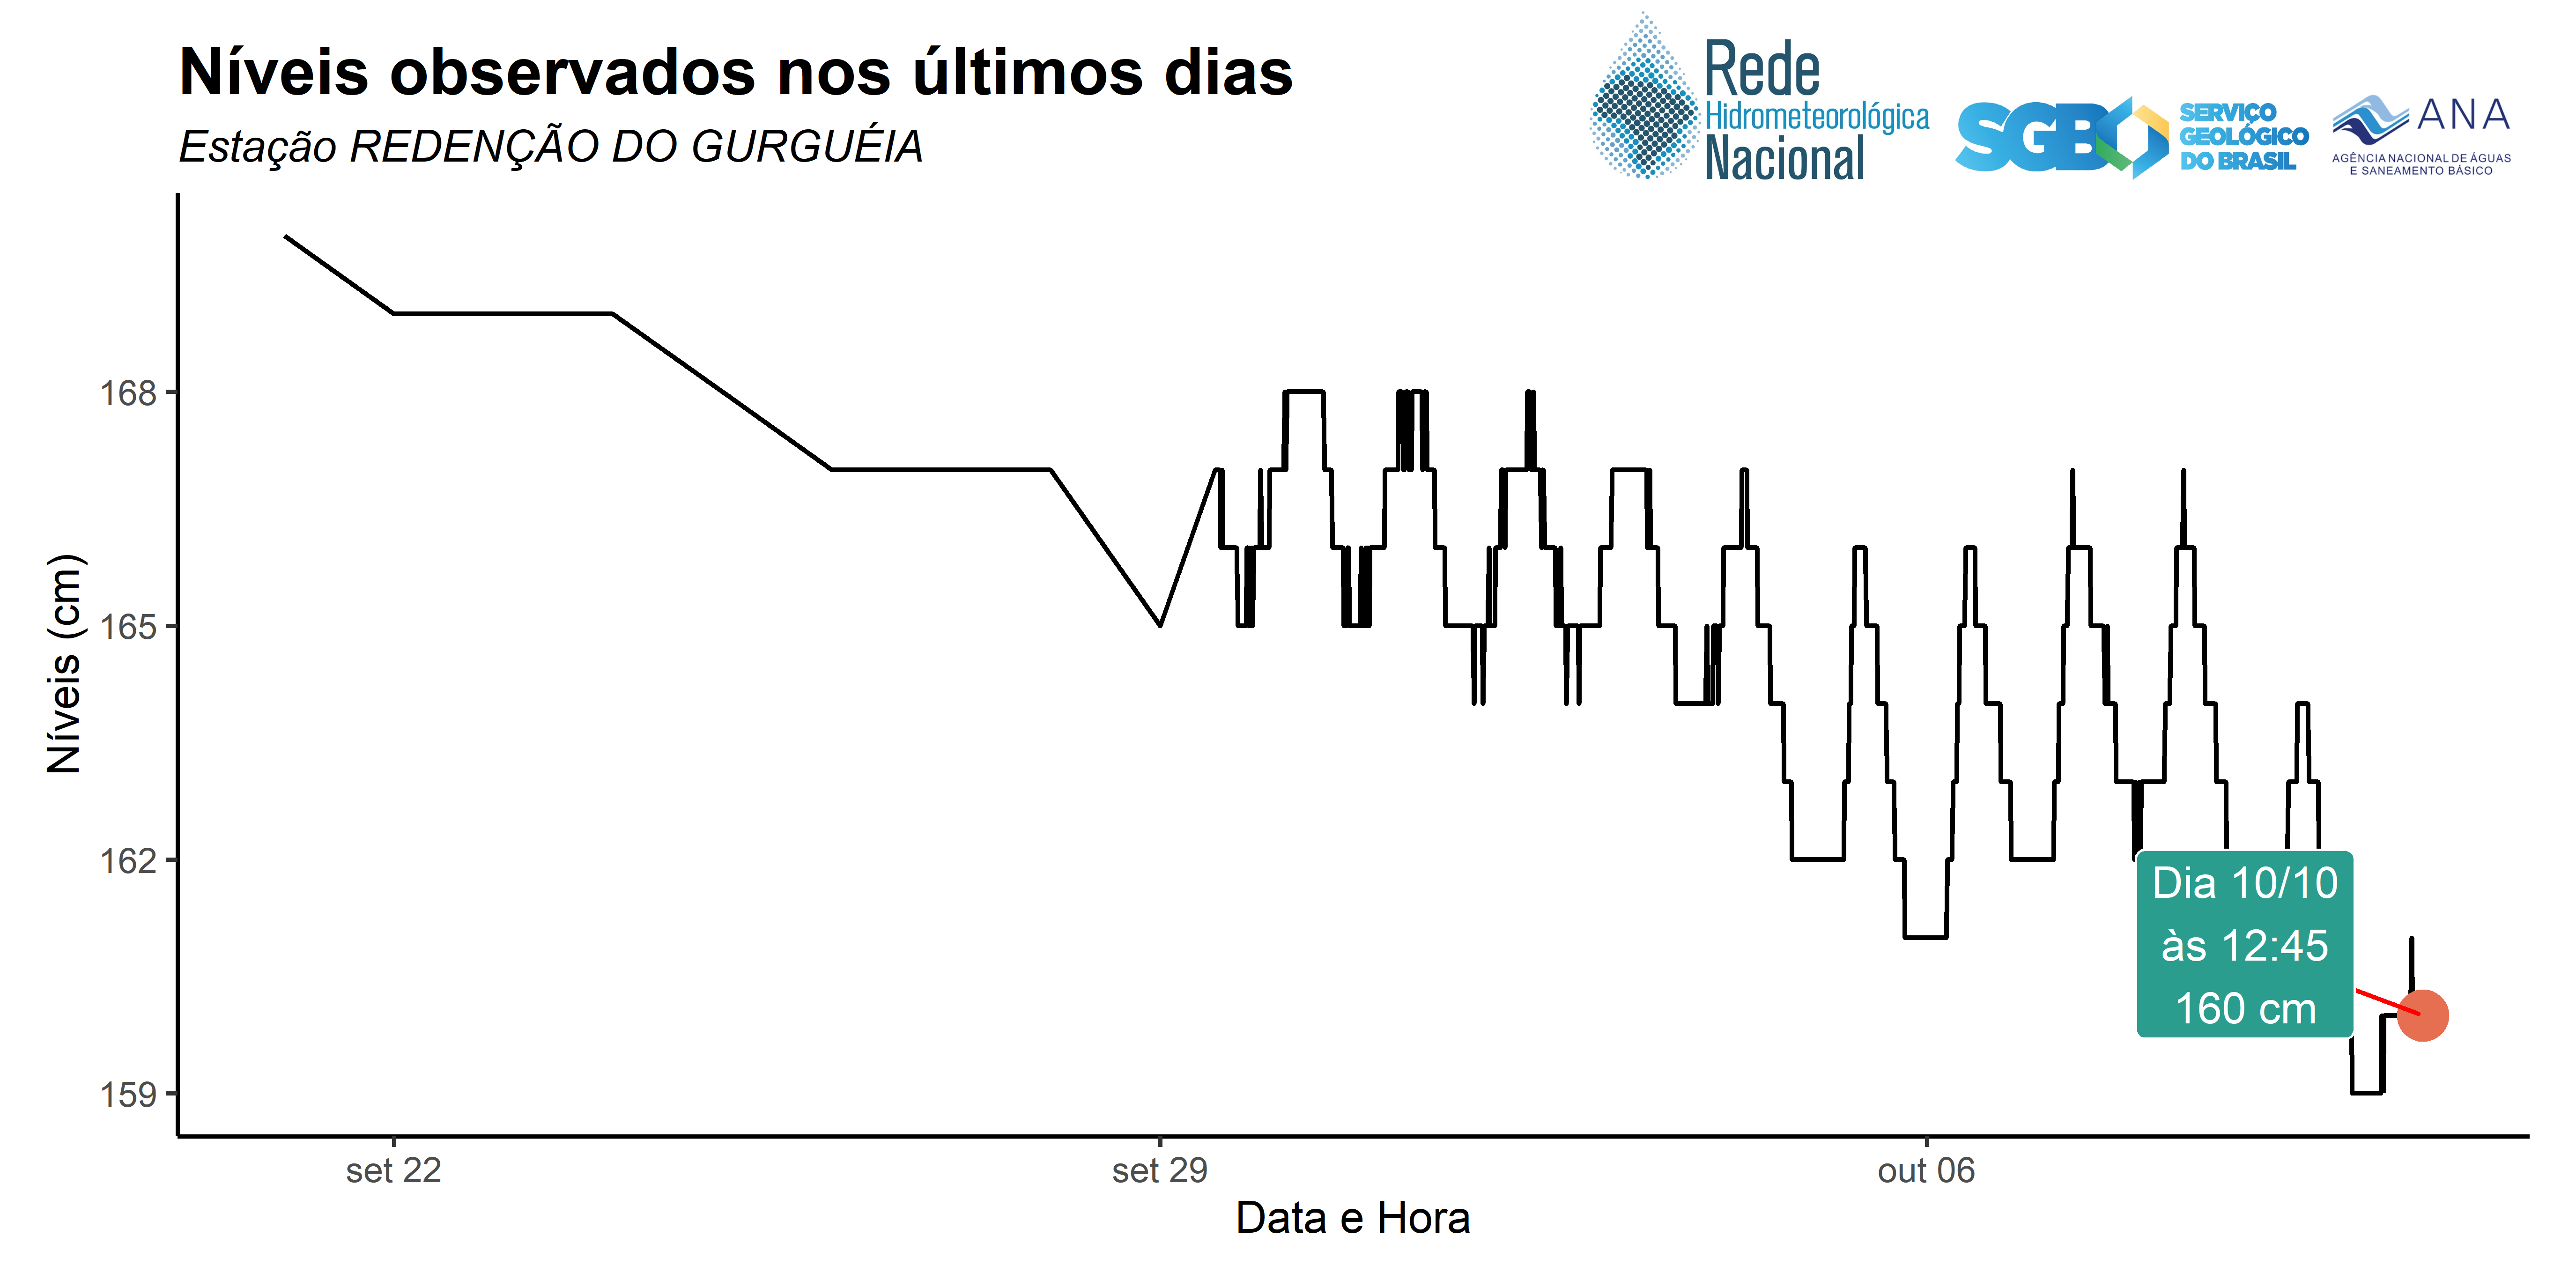 Níveis observados nos últimos dias
Estação REDENÇÃO DO GURGUÉIA
Rede
Hidrometeorológica
Nacional
SGB
SERVIÇO
GEOLÓGICO
DO BRASIL
ANA
AGÊNCIA NACIONAL DE ÁGUAS
E SANEAMENTO BÁSICO
Níveis (cm)
168
165
162
159
Dia 10/10
às 12:45
160 cm
set 22
set 29
out 06
Data e Hora